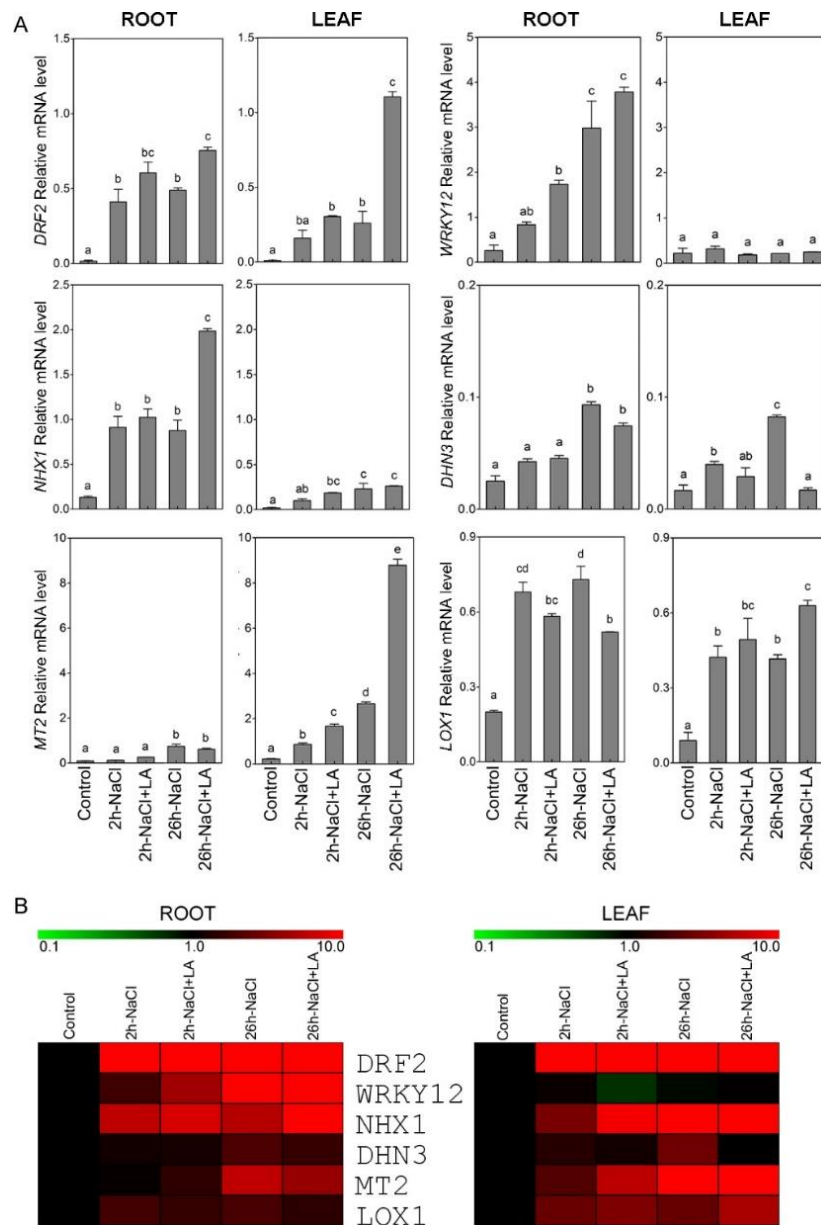 A
ROOT
LEAF
ROOT
LEAF
DRF2 Relative mRNA level
1.5
1.0
0.5
0.0
a
b
bc
b
c
1.5
1.0
0.5
0.0
a
ba
b
b
c
WRKY12 Relative mRNA level
5
4
3
2
1
0
a
ab
b
c
c
5
4
3
2
1
0
a
a
a
a
a
NHX1 Relative mRNA level
2.5
2.0
1.5
1.0
0.5
0.0
a
b
b
b
c
2.5
2.0
1.5
1.0
0.5
0.0
a
ab
bc
c
c
DHN3 Relative mRNA level
0.2
0.1
0.0
a
a
a
b
b
0.2
0.1
0.0
a
b
ab
c
a
MT2 Relative mRNA level
10
8
6
4
2
0
a
a
a
b
b
10
8
6
4
2
0
a
b
c
d
e
LOX1 Relative mRNA level
0.9
0.6
0.3
0.0
a
cd
bc
d
b
0.9
0.6
0.3
0.0
a
b
bc
b
c
Control
2h-NaCl
2h-NaCl+LA
26h-NaCl
26h-NaCl+LA
Control
2h-NaCl
2h-NaCl+LA
26h-NaCl
26h-NaCl+LA
Control
2h-NaCl
2h-NaCl+LA
26h-NaCl
26h-NaCl+LA
Control
2h-NaCl
2h-NaCl+LA
26h-NaCl
26h-NaCl+LA
B
ROOT
0.1 1.0 10.0
Control
2h-NaCl
2h-NaCl+LA
26h-NaCl
26h-NaCl+LA
LEAF
0.1 1.0 10.0
Control
2h-NaCl
2h-NaCl+LA
26h-NaCl
26h-NaCl+LA
DRF2
WRKY12
NHX1
DHN3
MT2
LOX1